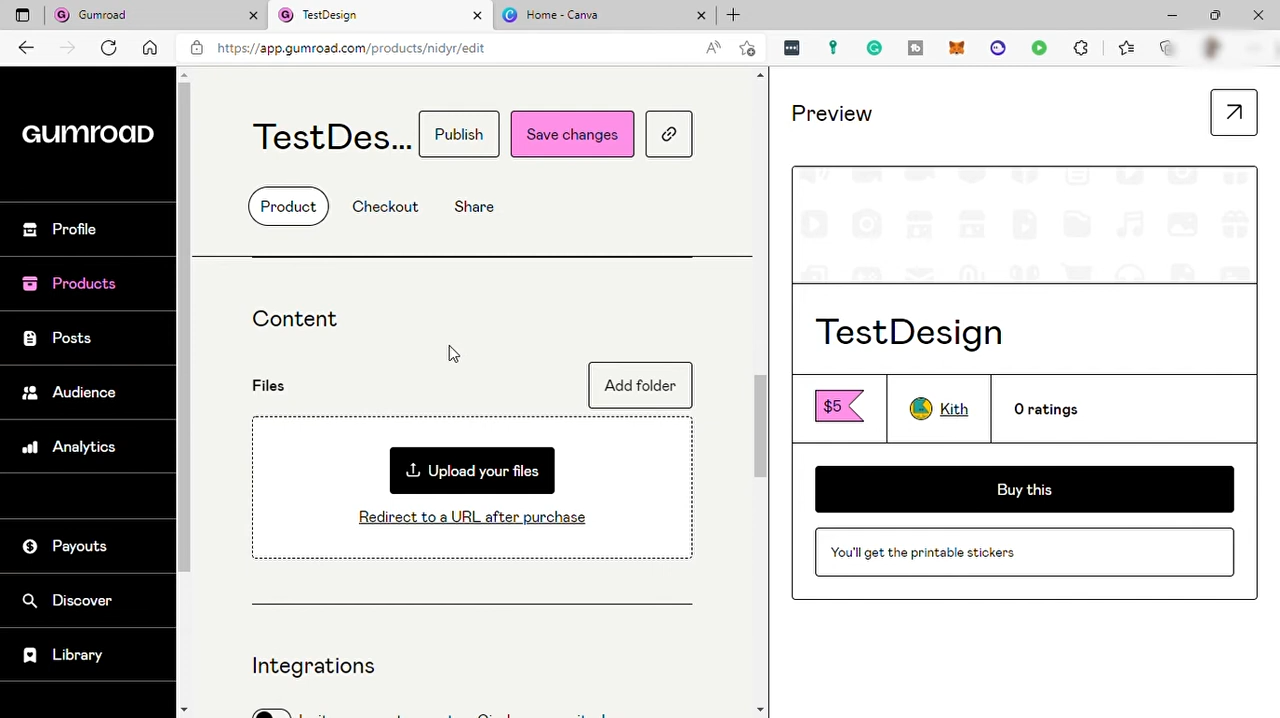 Gumroad
TestDesign
Home - Canva
https://app.gumroad.com/products/nidyr/edit
GUMROAD
Profile
Products
Posts
Audience
Analytics
Payouts
Discover
Library
TestDes...
Publish
Save changes
Product
Checkout
Share
Content
Files
Add folder
Upload your files
Redirect to a URL after purchase
Integrations
Preview
TestDesign
$5
Kith
0 ratings
Buy this
You'll get the printable stickers